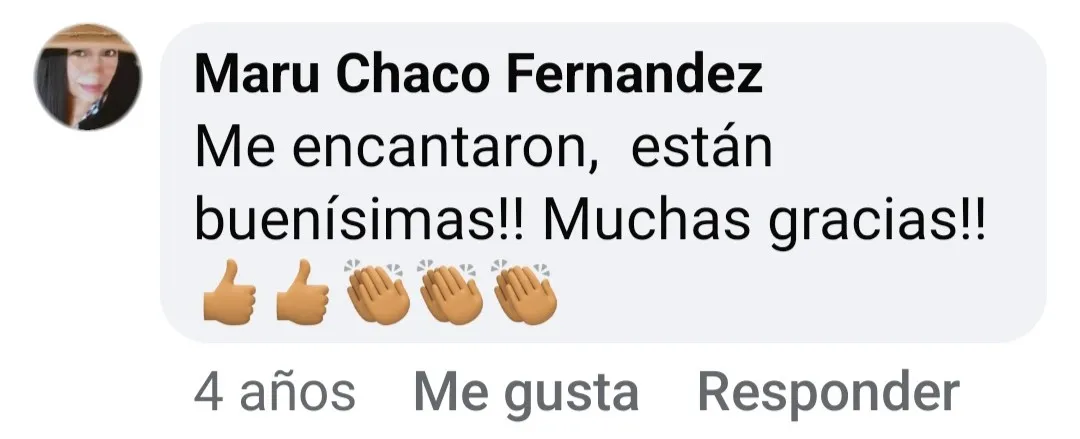 Maru Chaco Fernandez
Me encantaron,  están
buenísimas!! Muchas gracias!!
👍🏽👍🏽👏🏽👏🏽👏🏽
4 años Me gusta Responder